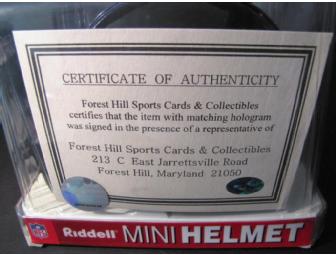 CERTIFICATE OF AUTHENTICITY
Forest Hill Sports Cards & Collectibles
certifies that the item with matching hologram
was signed in the presence of a representative of
Forest Hill Sports Cards & Collectibles
213 C East Jarrettsville Road
Forest Hill, Maryland 21050
NFL Riddell MINI HELMET